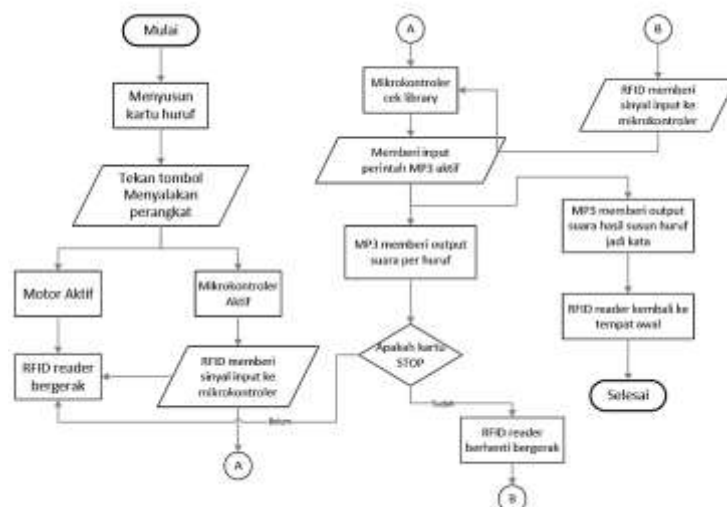 Mulai
Menyusun
kartu huruf
Tekan tombol
Menyalakan
perangkat
Motor Aktif
Mikrokontroler
Aktif
RFID reader
bergerak
RFID memberi
sinyal input ke
mikrokontroler
A
A
Mikrokontroler
cek library
Memberi input
perintah MP3 aktif
MP3 memberi output
suara per huruf
Apakah kartu
STOP
Belum
Sudah
RFID reader
berhenti bergerak
B
B
RFID memberi
sinyal input ke
mikrokontroler
MP3 memberi output
suara hasil susun huruf
jadi kata
RFID reader kembali ke
tempat awal
Selesai